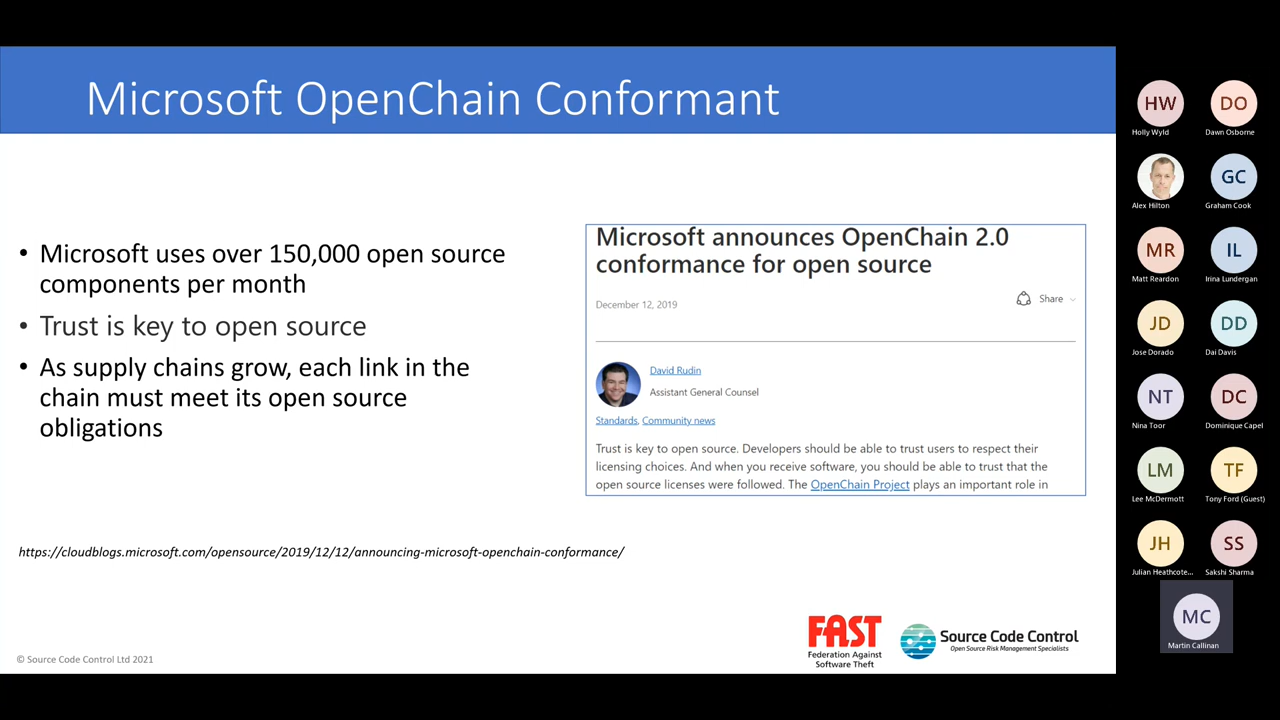 Microsoft OpenChain Conformant
• Microsoft uses over 150,000 open source
components per month
• Trust is key to open source
• As supply chains grow, each link in the
chain must meet its open source
obligations
Microsoft announces OpenChain 2.0
conformance for open source
December 12, 2019
Share
David Rudin
Assistant General Counsel
Standards, Community news
Trust is key to open source. Developers should be able to trust users to respect their
licensing choices. And when you receive software, you should be able to trust that the
open source licenses were followed. The OpenChain Project plays an important role in
https://cloudblogs.microsoft.com/opensource/2019/12/12/announcing-microsoft-openchain-conformance/
© Source Code Control Ltd 2021
FAST
Federation Against
Software Theft
Source Code Control
Open Source Risk Management Specialists
HW
Holly Wyld
DO
Dawn Osborne
Alex Hilton
GC
Graham Cook
MR
Matt Reardon
IL
Irina Lundergan
JD
Jose Dorado
DD
Dai Davis
NT
Nina Toor
DC
Dominique Capel
LM
Lee McDermott
TF
Tony Ford (Guest)
JH
Julian Heathcote...
SS
Sakshi Sharma
MC
Martin Callinan